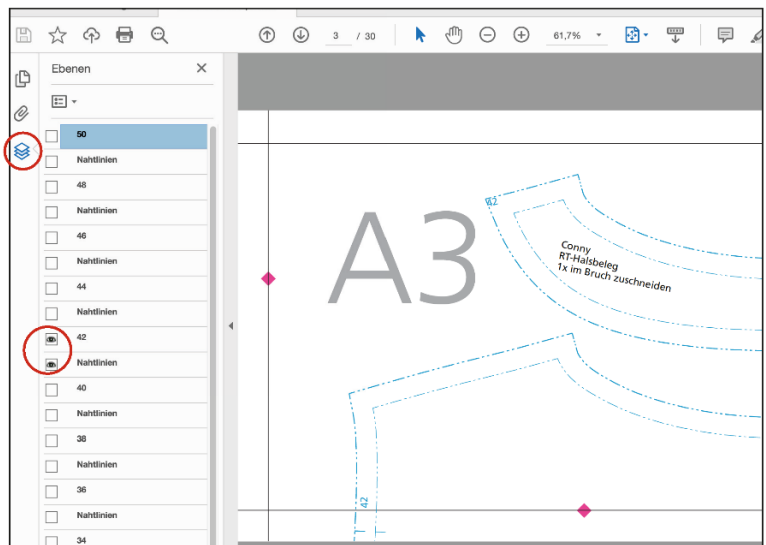 3 / 30
61,7%
Ebenen
50
Nahtlinien
48
Nahtlinien
46
Nahtlinien
44
Nahtlinien
42
Nahtlinien
40
Nahtlinien
38
Nahtlinien
36
Nahtlinien
34
A3
42
Conny
RT-Halsbeleg
1x im Bruch zuschneiden
42